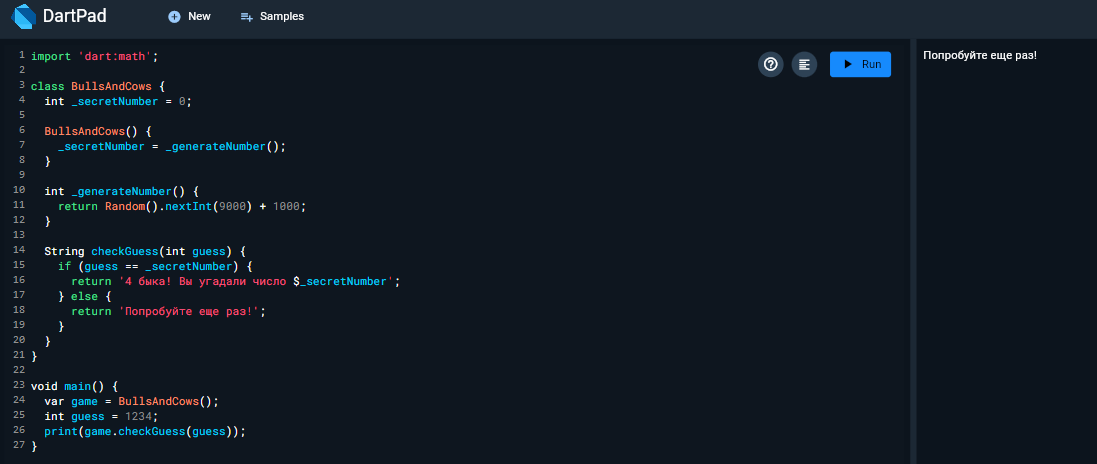 DartPad
New
Samples
1 import 'dart:math';
2
3 class BullsAndCows {
4   int _secretNumber = 0;
5
6   BullsAndCows() {
7     _secretNumber = _generateNumber();
8   }
9
10   int _generateNumber() {
11     return Random().nextInt(9000) + 1000;
12   }
13
14   String checkGuess(int guess) {
15     if (guess == _secretNumber) {
16       return '4 быка! Вы угадали число $_secretNumber';
17     } else {
18       return 'Попробуйте еще раз!';
19     }
20   }
21 }
22
23 void main() {
24   var game = BullsAndCows();
25   int guess = 1234;
26   print(game.checkGuess(guess));
27 }
Run
Попробуйте еще раз!